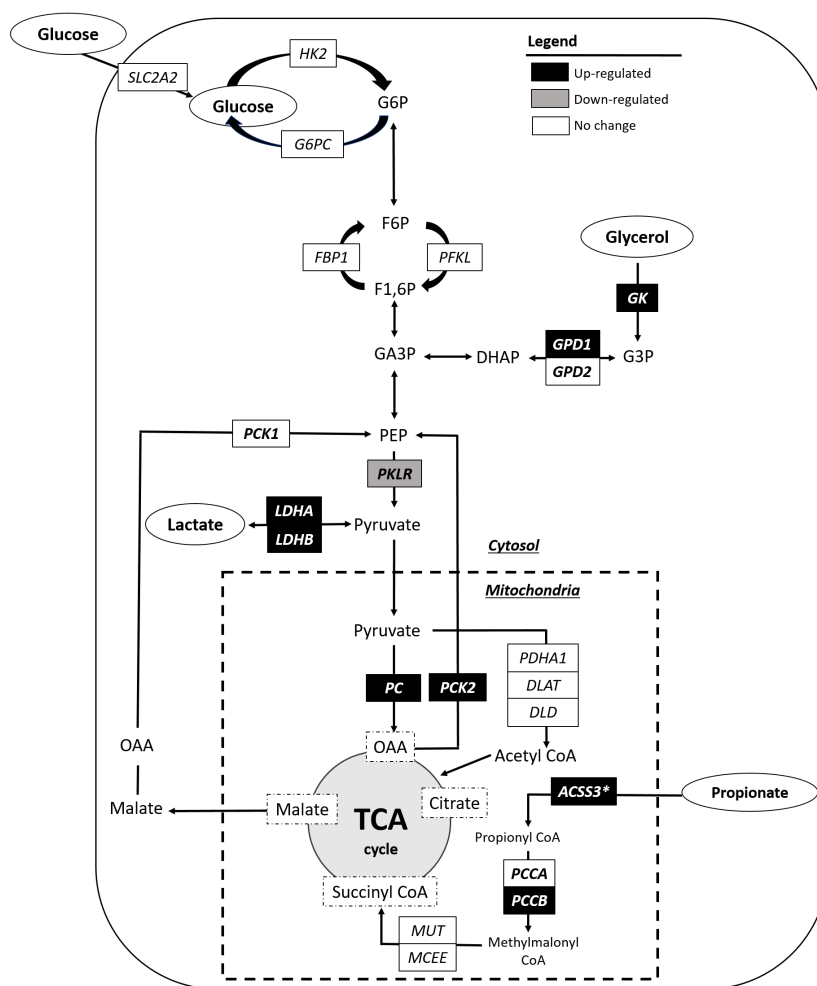 Glucose
Legend
HK2
Up-regulated
SLC2A2
Down-regulated
Glucose
G6P
No change
G6PC
F6P
Glycerol
FBP1
PFKL
F1,6P
GK
GPD1
GA3P
DHAP
G3P
GPD2
PCK1
PEP
PKLR
LDHA
Lactate
Pyruvate
LDHB
Cytosol
Mitochondria
Pyruvate
PDHA1
PC
PCK2
DLAT
DLD
OAA
OAA
Acetyl CoA
ACSS3*
Propionate
Malate
Malate
Citrate
TCA
cycle
Propionyl CoA
PCCA
Succinyl CoA
PCCB
MUT
Methylmalonyl
CoA
MCEE